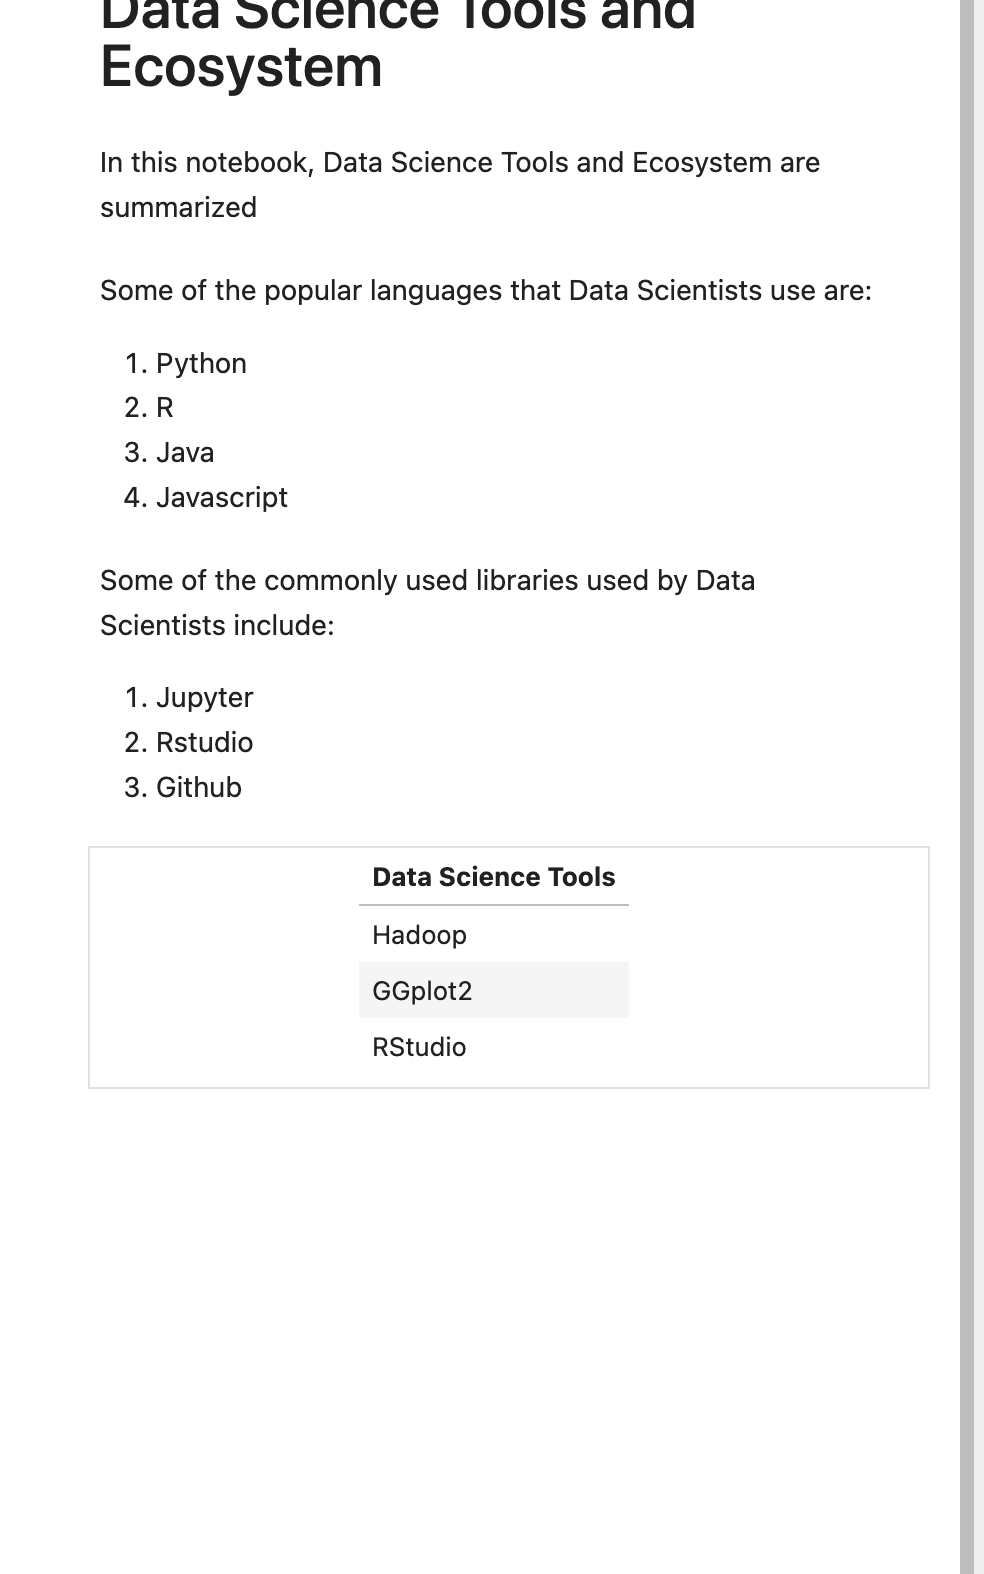 Data Science Tools and
Ecosystem
In this notebook, Data Science Tools and Ecosystem are
summarized
Some of the popular languages that Data Scientists use are:
1. Python
2. R
3. Java
4. Javascript
Some of the commonly used libraries used by Data
Scientists include:
1. Jupyter
2. Rstudio
3. Github
Data Science Tools
Hadoop
GGplot2
RStudio